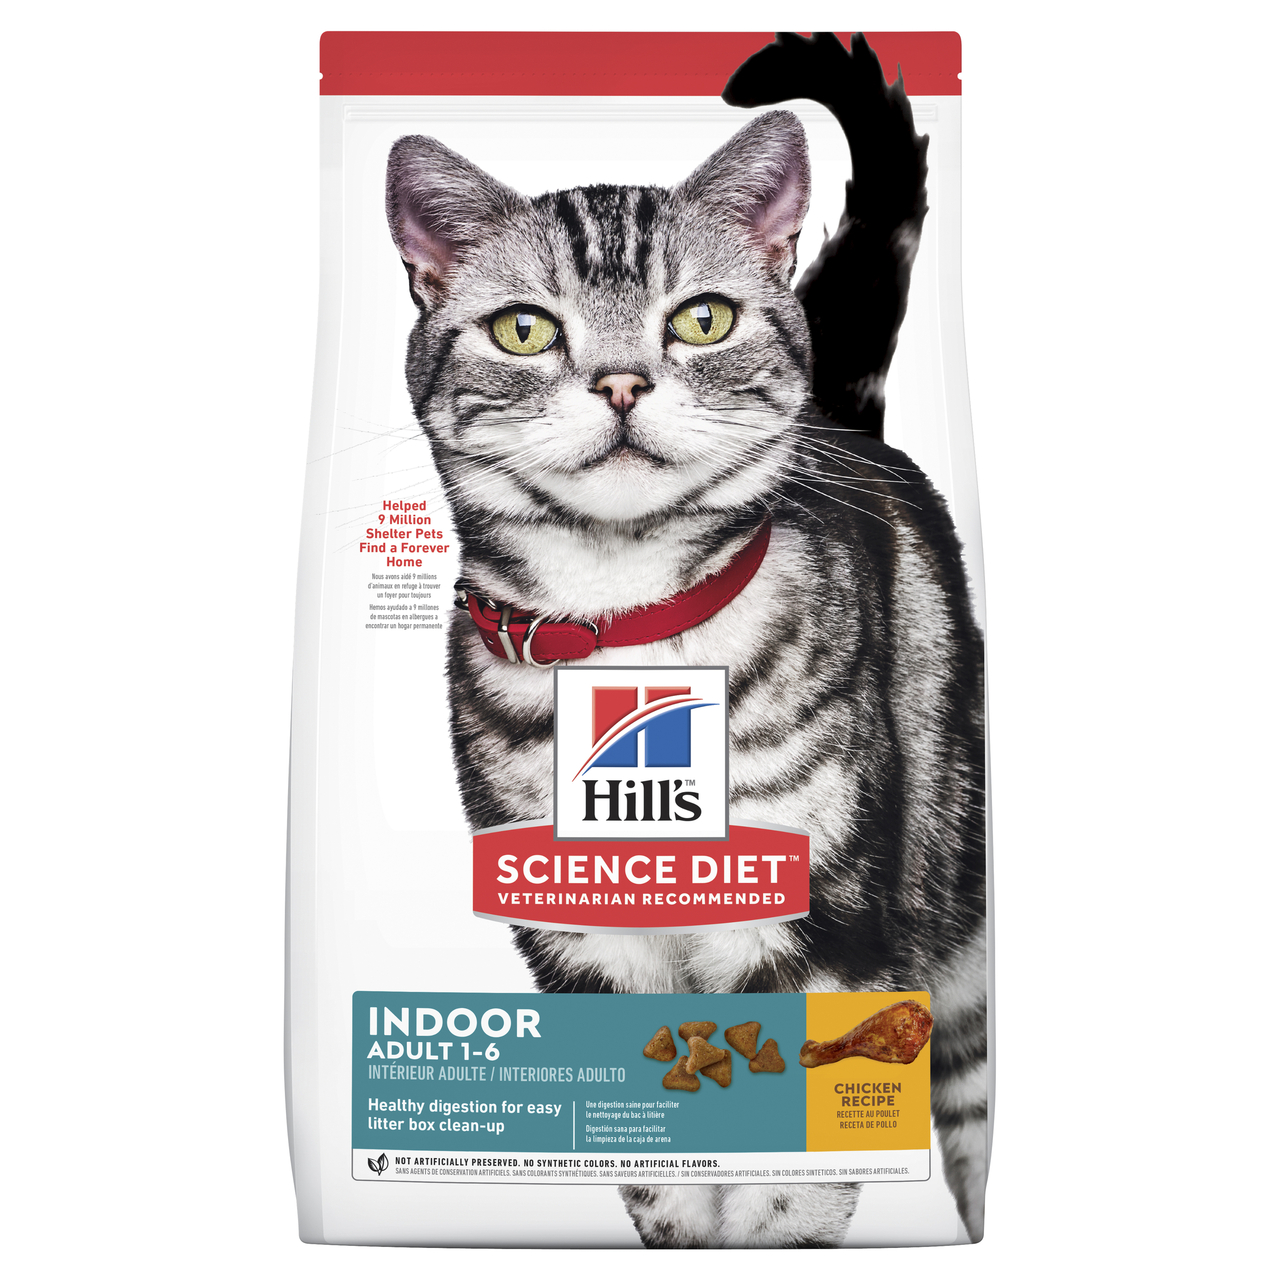 Helped
9 Million
Shelter Pets
Find a Forever
Home
Nous avons aidé 9 millions
d'animaux en refuge à trouver
un foyer pour toujours
Hemos ayudado a 9 millones
de mascotas en albergues a
encontrar un hogar permanente
Hill's™
SCIENCE DIET™
VETERINARIAN RECOMMENDED
INDOOR
ADULT 1-6
INTÉRIEUR ADULTE / INTERIORES ADULTO
Healthy digestion for easy
litter box clean-up
Une digestion saine pour faciliter
le nettoyage du bac à litière
Digestión sana para facilitar
la limpieza de la caja de arena
CHICKEN
RECIPE
RECETTE AU POULET
RECETA DE POLLO
NOT ARTIFICIALLY PRESERVED. NO SYNTHETIC COLORS. NO ARTIFICIAL FLAVORS.
SANS AGENTS DE CONSERVATION ARTIFICIELS. SANS COLORANTS SYNTHÉTIQUES. SANS SAVEURS ARTIFICIELLES. / SIN CONSERVADORES ARTIFICIALES. SIN COLORES SINTETICOS. SIN SABORES ARTIFICIALES.